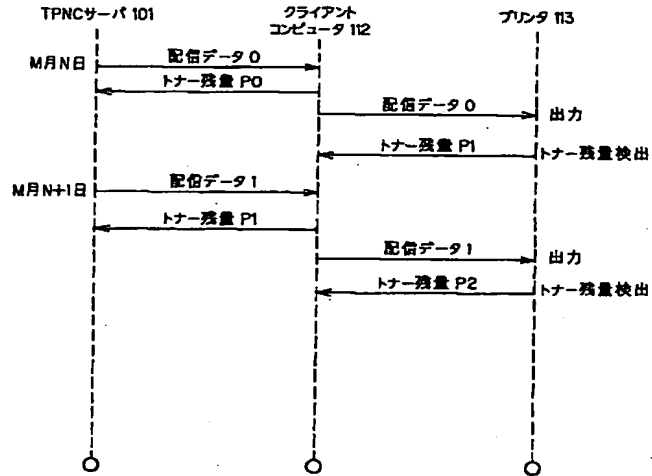 TPNCサーバ 101
クライアント
コンピュータ 112
プリンタ 113
M月N日
配信データ 0
トナー残量 P0
配信データ 0
出力
トナー残量 P1
トナー残量検出
M月N+1日
配信データ 1
トナー残量 P1
配信データ 1
出力
トナー残量 P2
トナー残量検出